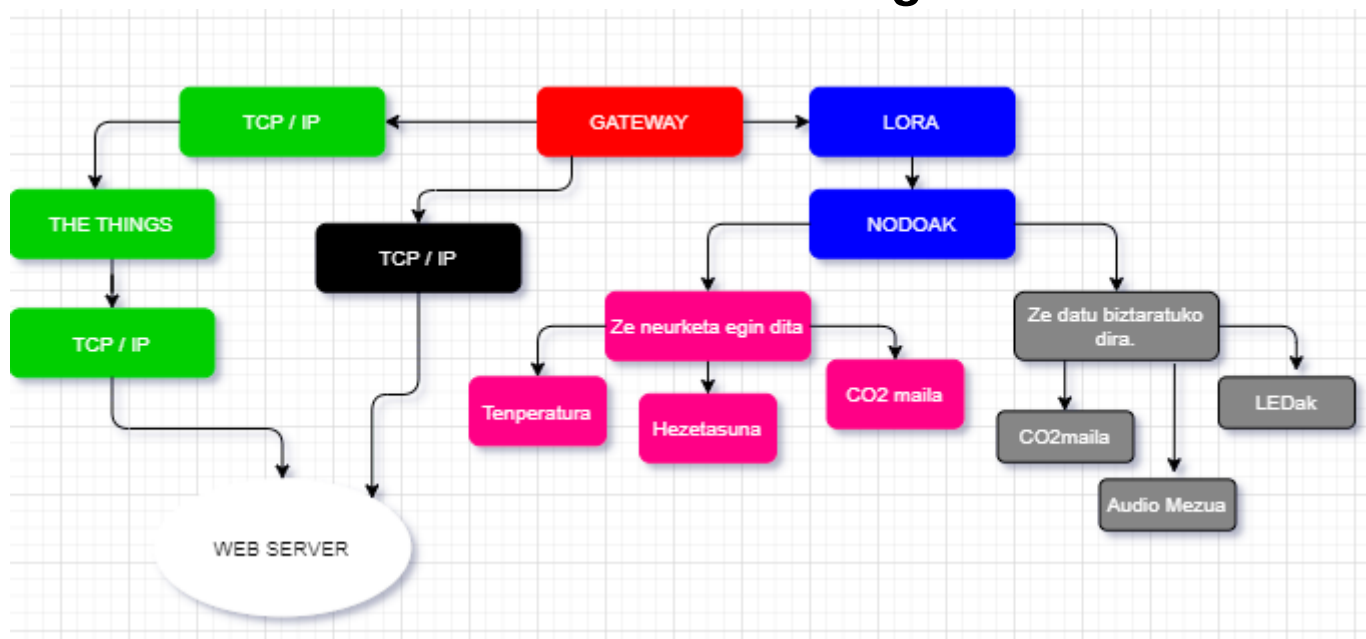 TCP / IP
GATEWAY
LORA
THE THINGS
TCP / IP
NODOAK
TCP / IP
Ze neurketa egin dita
Ze datu biztaratuko
dira.
Tenperatura
Hezetasuna
CO2 maila
CO2maila
Audio Mezua
LEDak
WEB SERVER